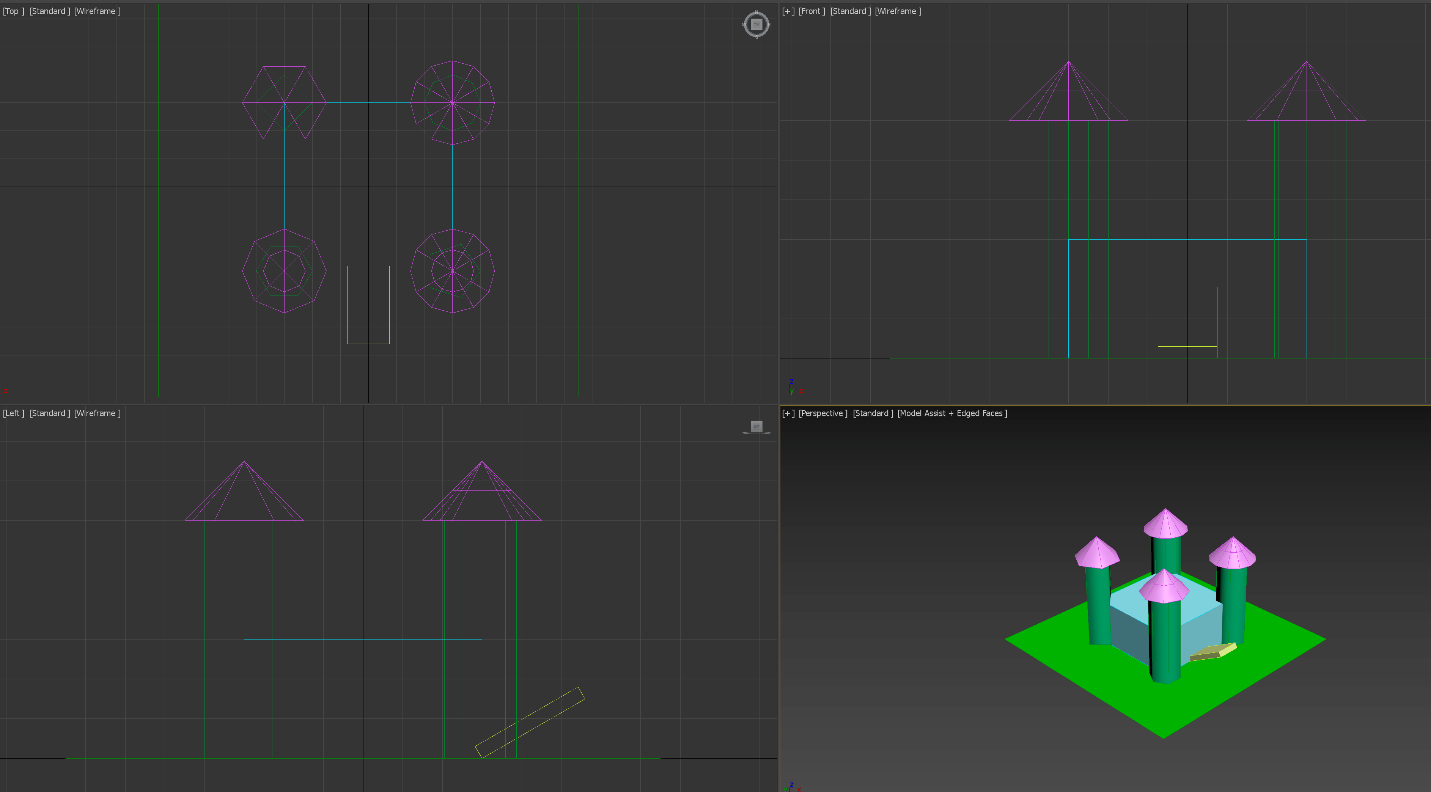 [Top ] [Standard ] [Wireframe ]
[+ ] [Front ] [Standard ] [Wireframe ]
[Left ] [Standard ] [Wireframe ]
[+ ] [Perspective ] [Standard ] [Model Assist + Edged Faces ]